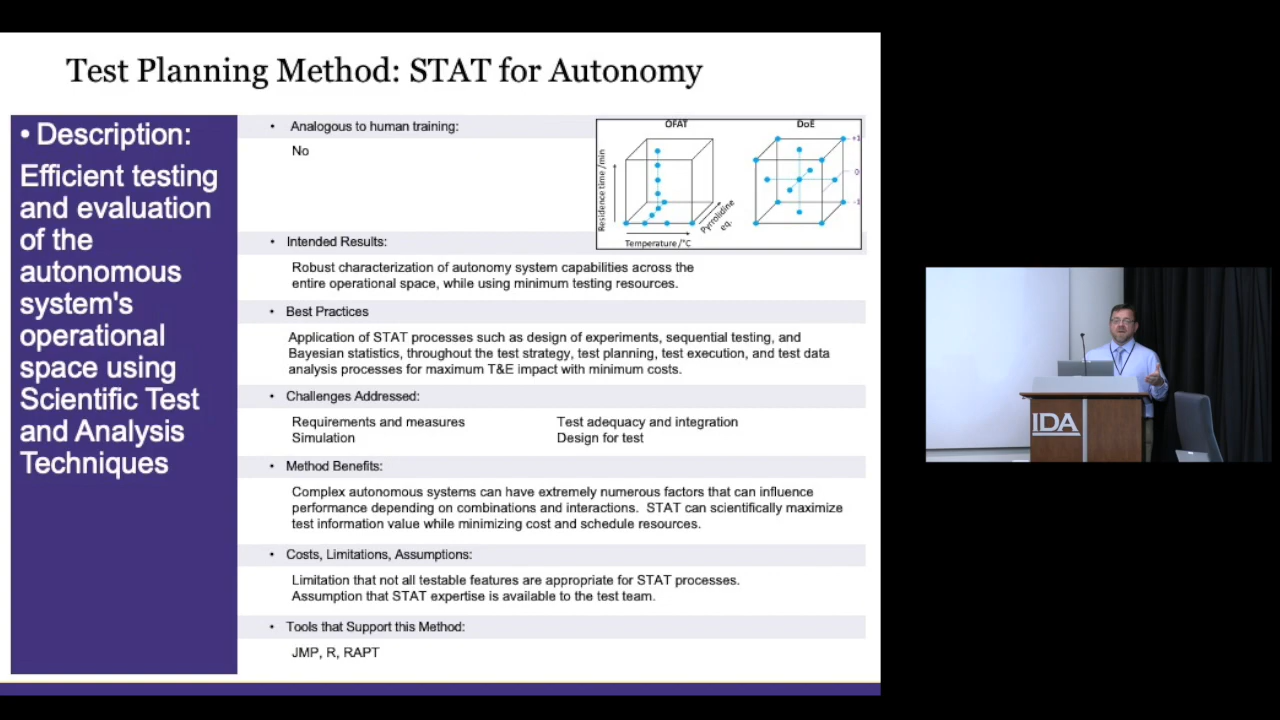 Test Planning Method: STAT for Autonomy
• Description:
Efficient testing
and evaluation
of the
autonomous
system's
operational
space using
Scientific Test
and Analysis
Techniques
• Analogous to human training:
No
OFAT
DoE
Residence time /min
Temperature /°C
Pyrrolidine
eq.
+1
0
-1
• Intended Results:
Robust characterization of autonomy system capabilities across the
entire operational space, while using minimum testing resources.
• Best Practices
Application of STAT processes such as design of experiments, sequential testing, and
Bayesian statistics, throughout the test strategy, test planning, test execution, and test data
analysis processes for maximum T&E impact with minimum costs.
• Challenges Addressed:
Requirements and measures
Simulation
Test adequacy and integration
Design for test
• Method Benefits:
Complex autonomous systems can have extremely numerous factors that can influence
performance depending on combinations and interactions. STAT can scientifically maximize
test information value while minimizing cost and schedule resources.
• Costs, Limitations, Assumptions:
Limitation that not all testable features are appropriate for STAT processes.
Assumption that STAT expertise is available to the test team.
• Tools that Support this Method:
JMP, R, RAPT
IDA